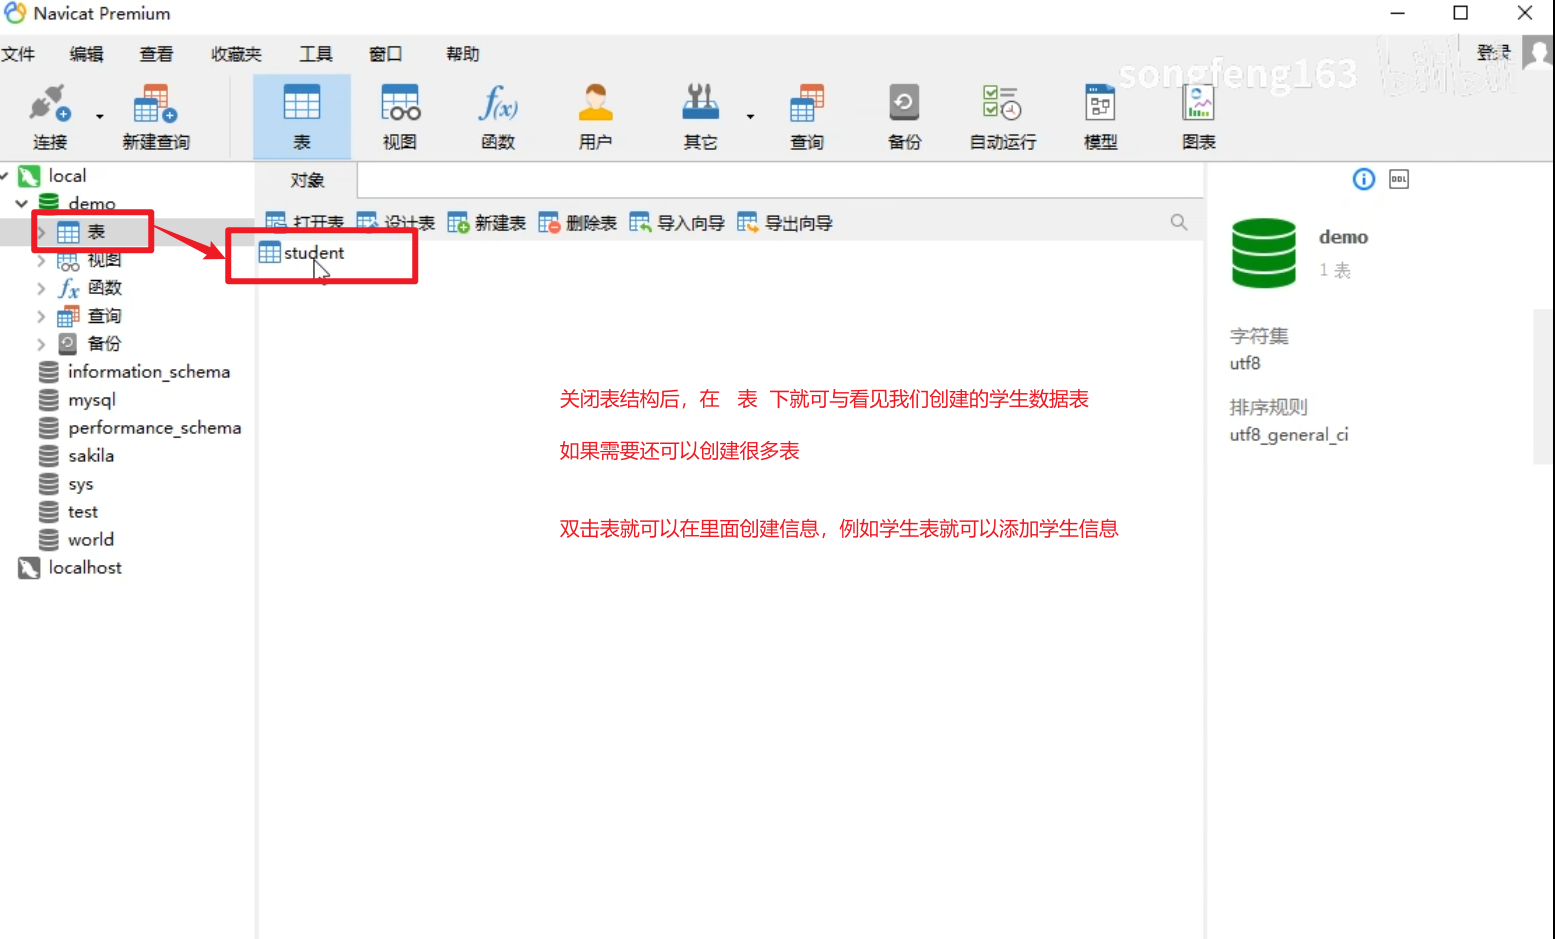 Navicat Premium
文件 编辑 查看 收藏夹 工具 窗口 帮助 登录
songfeng163 bilibili
连接 新建查询 表 视图 函数 用户 其它 查询 备份 自动运行 模型 图表
local
demo
表
视图
函数
查询
备份
information_schema
mysql
performance_schema
sakila
sys
test
world
localhost
对象
打开表 设计表 新建表 删除表 导入向导 导出向导
student
关闭表结构后，在 表 下就可与看见我们创建的学生数据表
如果需要还可以创建很多表
双击表就可以在里面创建信息，例如学生表就可以添加学生信息
DDL
demo
1 表
字符集
utf8
排序规则
utf8_general_ci